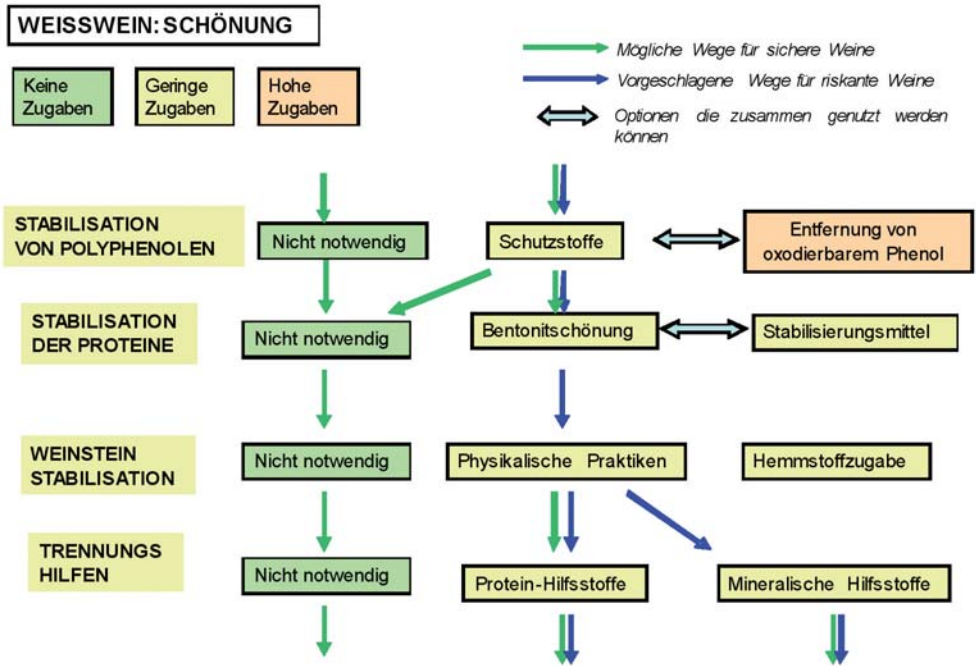 WEISSWEIN: SCHÖNUNG
Keine
Zugaben
Geringe
Zugaben
Hohe
Zugaben
Mögliche Wege für sichere Weine
Vorgeschlagene Wege für riskante Weine
Optionen die zusammen genutzt werden
können
STABILISATION
VON POLYPHENOLEN
Nicht notwendig
Schutzstoffe
Entfernung von
oxodierbarem Phenol
STABILISATION
DER PROTEINE
Nicht notwendig
Bentonitschönung
Stabilisierungsmittel
WEINSTEIN
STABILISATION
Nicht notwendig
Physikalische Praktiken
Hemmstoffzugabe
TRENNUNGS
HILFEN
Nicht notwendig
Protein-Hilfsstoffe
Mineralische Hilfsstoffe